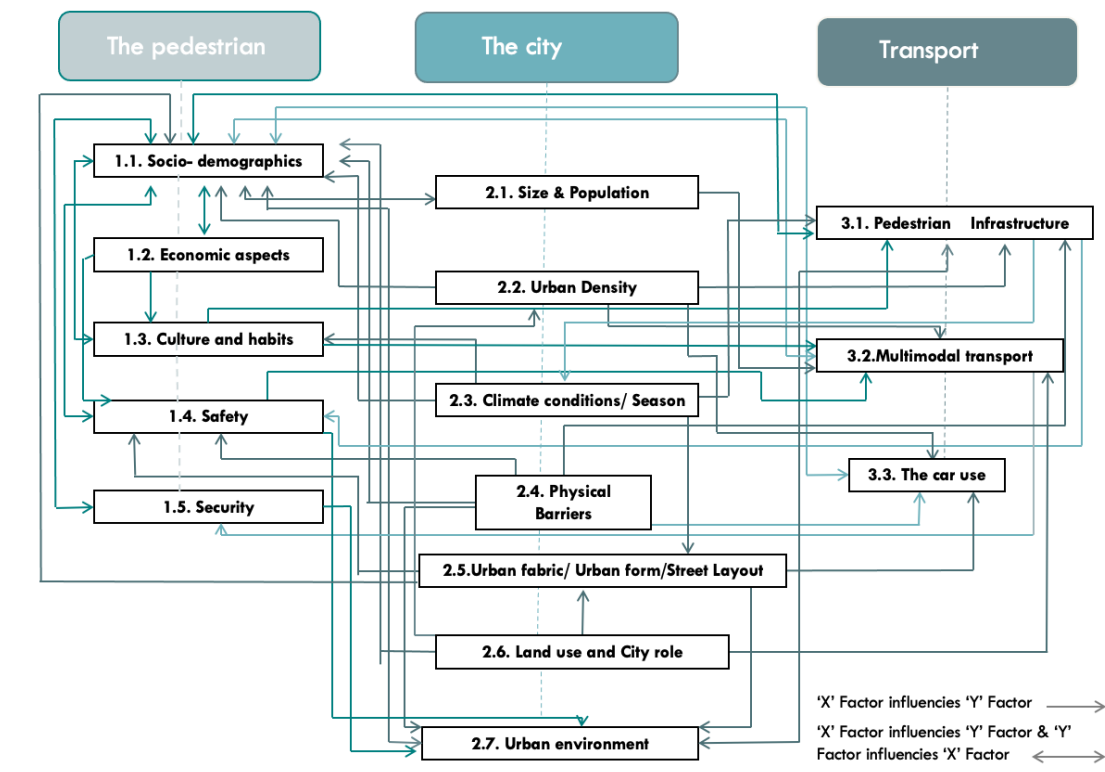 The pedestrian
The city
Transport
1.1. Socio- demographics
2.1. Size & Population
3.1. Pedestrian Infrastructure
1.2. Economic aspects
2.2. Urban Density
1.3. Culture and habits
3.2.Multimodal transport
2.3. Climate conditions/ Season
1.4. Safety
3.3. The car use
2.4. Physical
Barriers
1.5. Security
2.5.Urban fabric/ Urban form/Street Layout
2.6. Land use and City role
2.7. Urban environment
‘X’ Factor influencies ‘Y’ Factor
‘X’ Factor influencies ‘Y’ Factor & ‘Y’
Factor influencies ‘X’ Factor